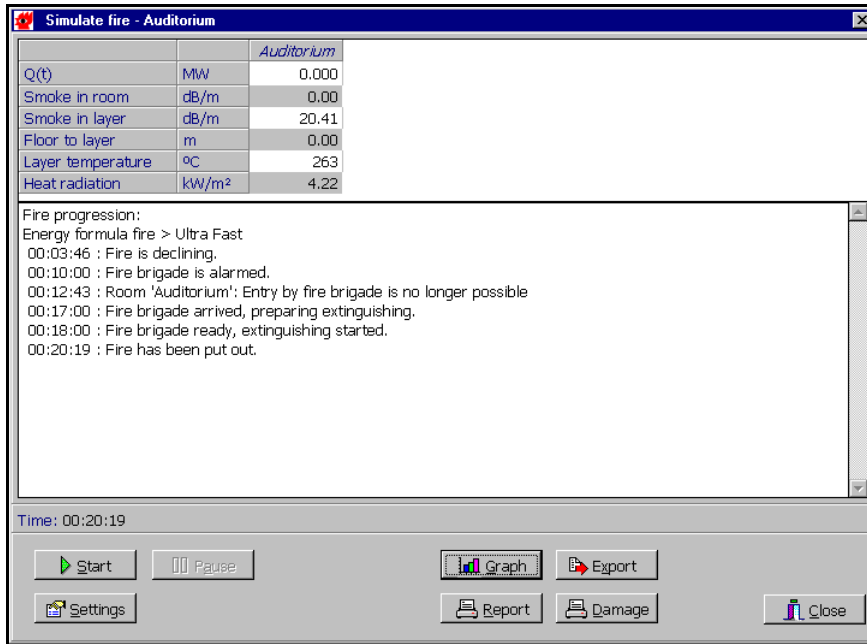 Simulate fire - Auditorium
Auditorium
Q(t) MW 0.000
Smoke in room dB/m 0.00
Smoke in layer dB/m 20.41
Floor to layer m 0.00
Layer temperature ºC 263
Heat radiation kW/m² 4.22
Fire progression:
Energy formula fire > Ultra Fast
00:03:46 : Fire is declining.
00:10:00 : Fire brigade is alarmed.
00:12:43 : Room 'Auditorium': Entry by fire brigade is no longer possible
00:17:00 : Fire brigade arrived, preparing extinguishing.
00:18:00 : Fire brigade ready, extinguishing started.
00:20:19 : Fire has been put out.
Time: 00:20:19
Start Pause Graph Export
Settings Report Damage Close